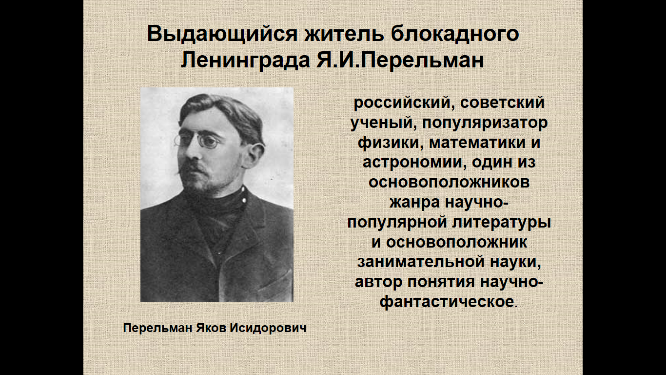 Выдающийся житель блокадного
Ленинграда Я.И.Перельман
российский, советский
ученый, популяризатор
физики, математики и
астрономии, один из
основоположников
жанра научно-
популярной литературы
и основоположник
занимательной науки,
автор понятия научно-
фантастическое.
Перельман Яков Исидорович